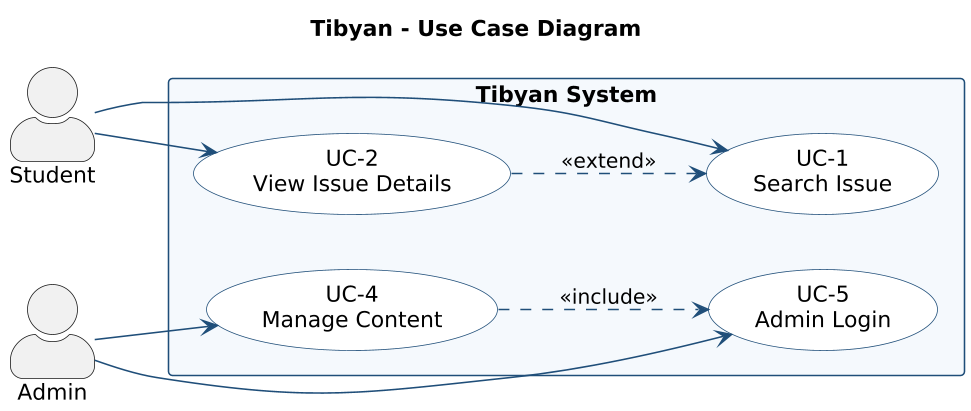 Tibyan - Use Case Diagram
Tibyan System
Student
UC-2
View Issue Details
«extend»
UC-1
Search Issue
Admin
UC-4
Manage Content
«include»
UC-5
Admin Login